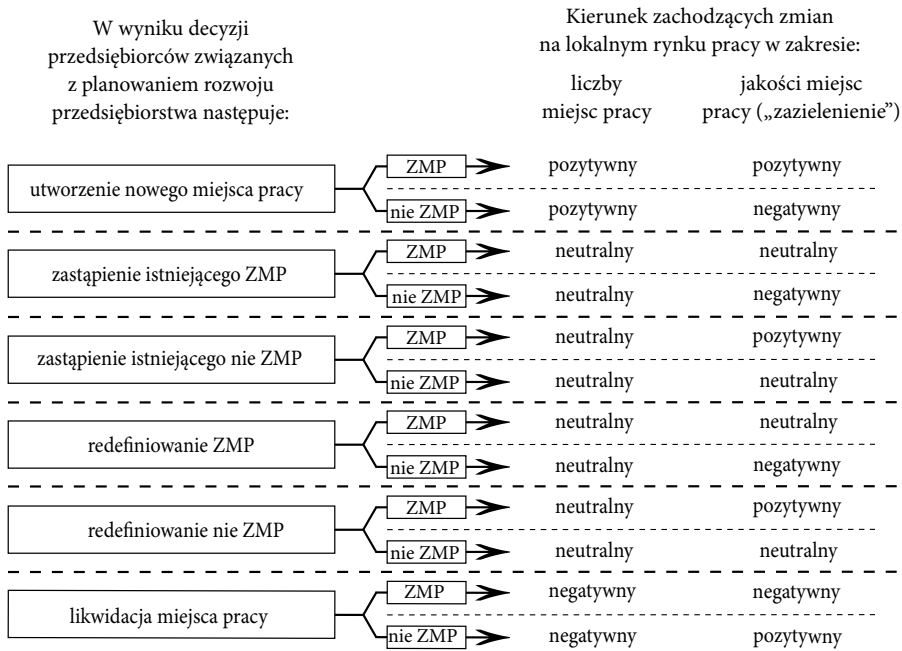 W wyniku decyzji
przedsiębiorców związanych
z planowaniem rozwoju
przedsiębiorstwa następuje:
Kierunek zachodzących zmian
na lokalnym rynku pracy w zakresie:
liczby
miejsc pracy
jakości miejsc
pracy („zazielenienie”)
utworzenie nowego miejsca pracy
ZMP pozytywny pozytywny
nie ZMP pozytywny negatywny
zastąpienie istniejącego ZMP
ZMP neutralny neutralny
nie ZMP neutralny negatywny
zastąpienie istniejącego nie ZMP
ZMP neutralny pozytywny
nie ZMP neutralny neutralny
redefiniowanie ZMP
ZMP neutralny neutralny
nie ZMP neutralny negatywny
redefiniowanie nie ZMP
ZMP neutralny pozytywny
nie ZMP neutralny neutralny
likwidacja miejsca pracy
ZMP negatywny negatywny
nie ZMP negatywny pozytywny